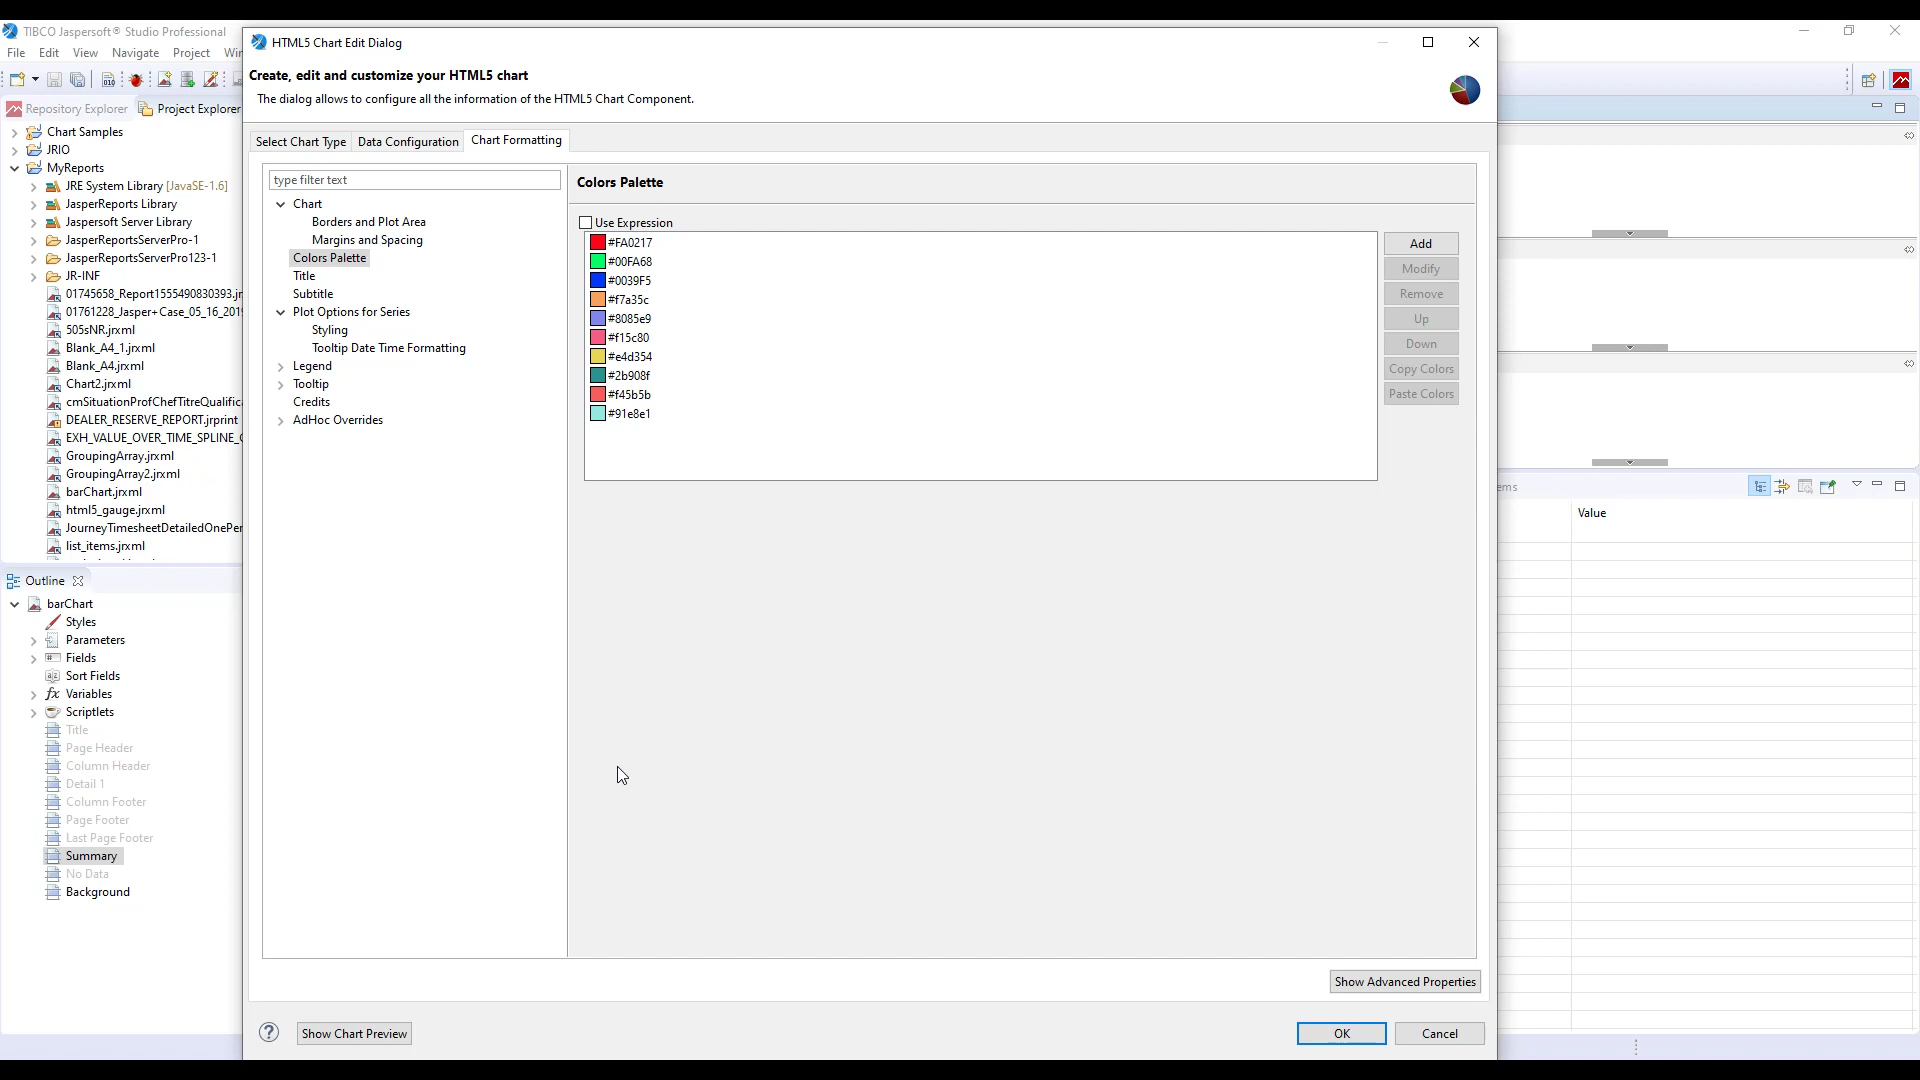 TIBCO Jaspersoft® Studio Professional
File Edit View Navigate Project
Repository Explorer Project Explorer
Chart Samples
JRIO
MyReports
JRE System Library [JavaSE-1.6]
JasperReports Library
Jaspersoft Server Library
JasperReportsServerPro-1
JasperReportsServerPro123-1
JR-INF
01745658_Report1555490830393.jr
01761228_Jasper+Case_05_16_201
505sNR.jrxml
Blank_A4_1.jrxml
Blank_A4.jrxml
Chart2.jrxml
cmSituationProfChefTitreQualific
DEALER_RESERVE_REPORT.jrprint
EXH_VALUE_OVER_TIME_SPLINE_
GroupingArray.jrxml
GroupingArray2.jrxml
barChart.jrxml
html5_gauge.jrxml
JourneyTimesheetDetailedOnePer
list_items.jrxml
Outline
barChart
Styles
Parameters
Fields
Sort Fields
Variables
Scriptlets
Title
Page Header
Column Header
Detail 1
Column Footer
Page Footer
Last Page Footer
Summary
No Data
Background
HTML5 Chart Edit Dialog
Create, edit and customize your HTML5 chart
The dialog allows to configure all the information of the HTML5 Chart Component.
Select Chart Type Data Configuration Chart Formatting
type filter text
Chart
Borders and Plot Area
Margins and Spacing
Colors Palette
Title
Subtitle
Plot Options for Series
Styling
Tooltip Date Time Formatting
Legend
Tooltip
Credits
AdHoc Overrides
Colors Palette
Use Expression
#FA0217
#00FA68
#0039F5
#f7a35c
#8085e9
#f15c80
#e4d354
#2b908f
#f45b5b
#91e8e1
Add
Modify
Remove
Up
Down
Copy Colors
Paste Colors
Show Advanced Properties
Show Chart Preview
OK
Cancel
ems
Value